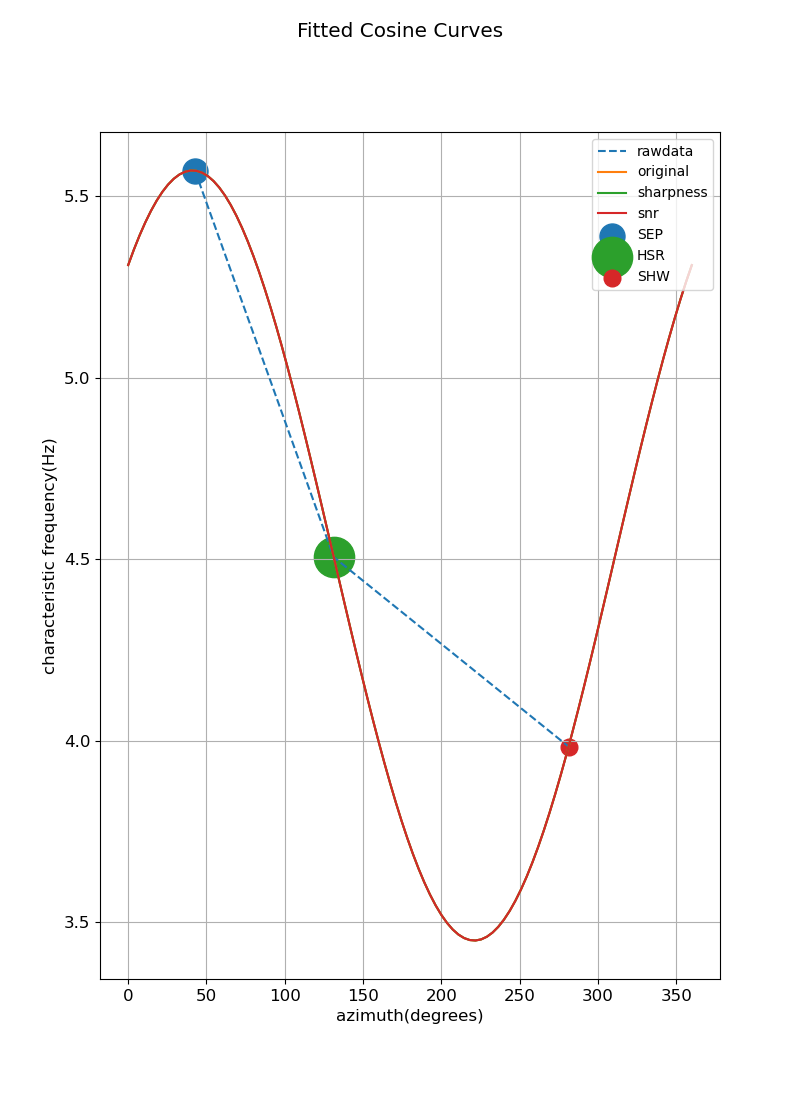 Fitted Cosine Curves
rawdata
original
sharpness
snr
SEP
HSR
SHW
characteristic frequency(Hz)
5.5
5.0
4.5
4.0
3.5
0 50 100 150 200 250 300 350
azimuth(degrees)